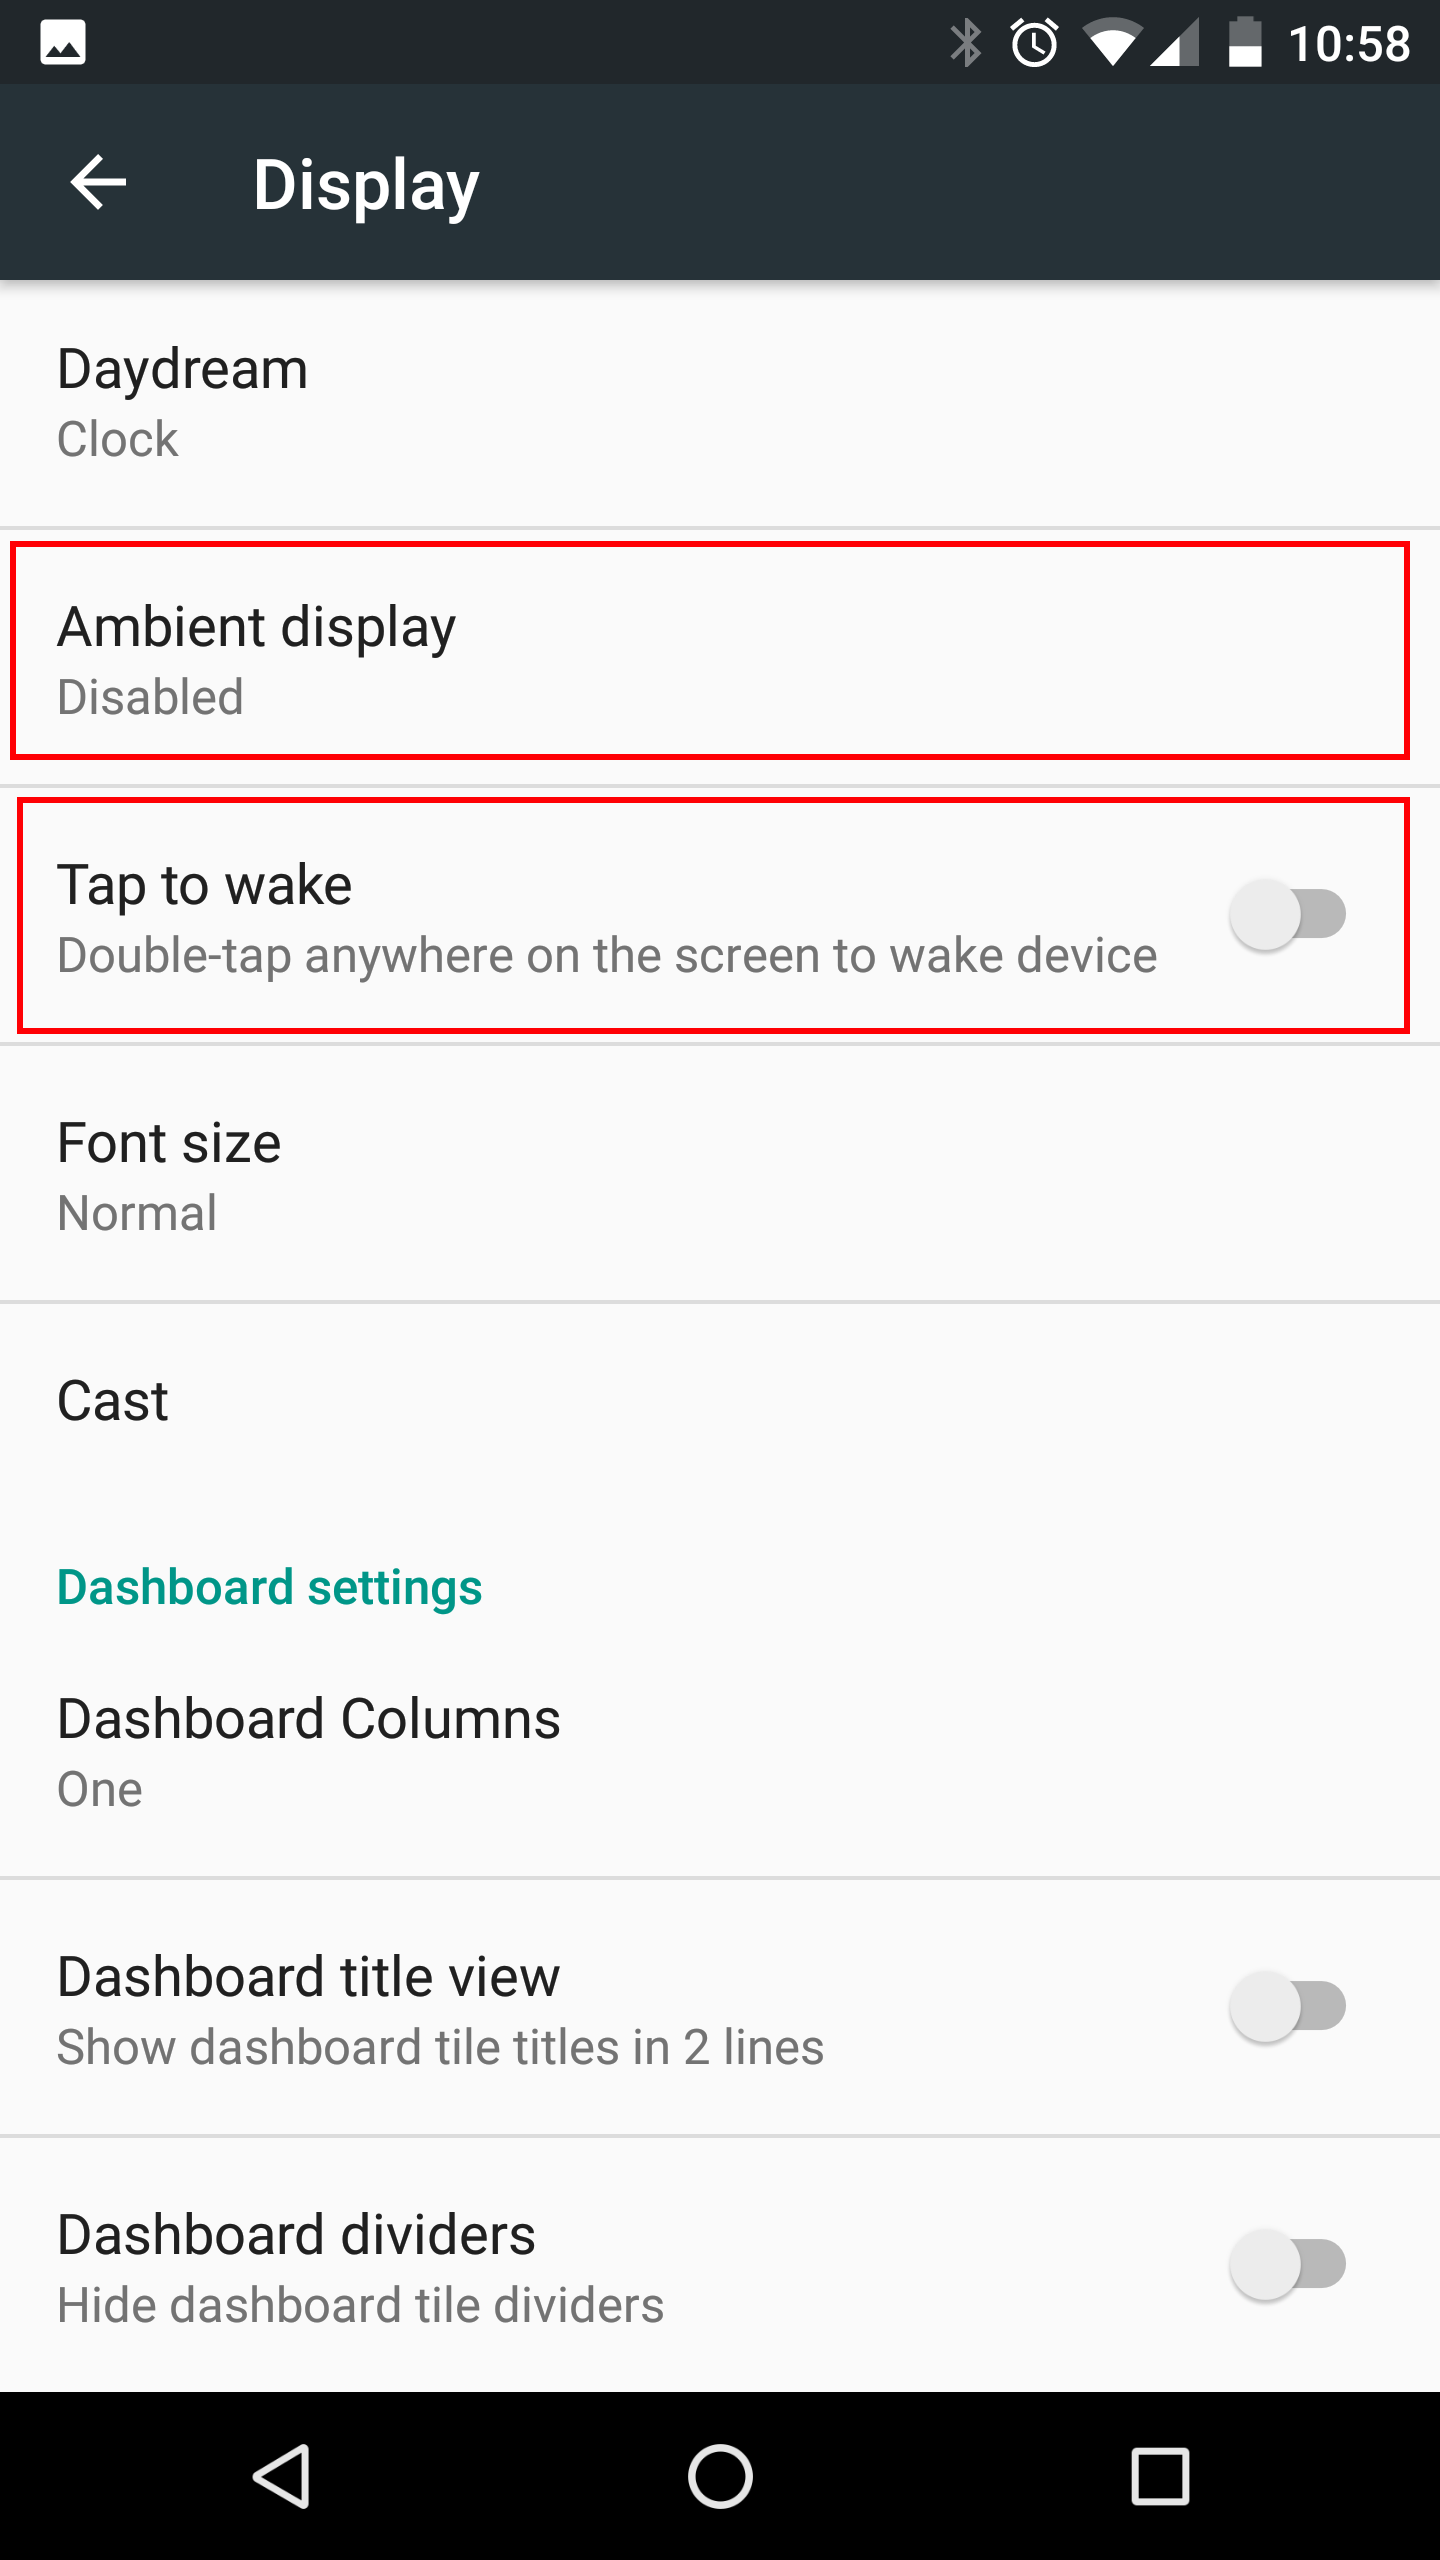 10:58
Display
Daydream
Clock
Ambient display
Disabled
Tap to wake
Double-tap anywhere on the screen to wake device
Font size
Normal
Cast
Dashboard settings
Dashboard Columns
One
Dashboard title view
Show dashboard tile titles in 2 lines
Dashboard dividers
Hide dashboard tile dividers